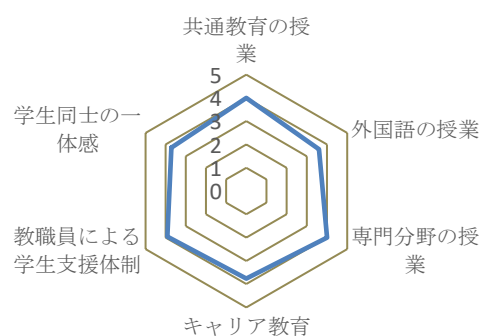 共通教育の授
業
5
4
3
2
1
0
外国語の授業
専門分野の授
業
キャリア教育
教職員による
学生支援体制
学生同士の一
体感